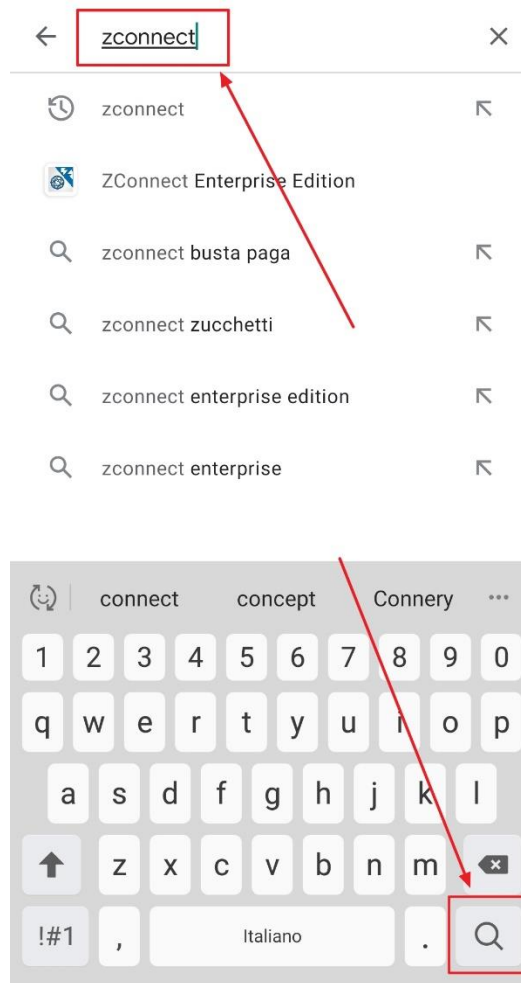 zconnect
zconnect
ZConnect Enterprise Edition
zconnect busta paga
zconnect zucchetti
zconnect enterprise edition
zconnect enterprise
connect concept Connery
1 2 3 4 5 6 7 8 9 0
q w e r t y u i o p
a s d f g h j k l
z x c v b n m
!#1 , Italiano .